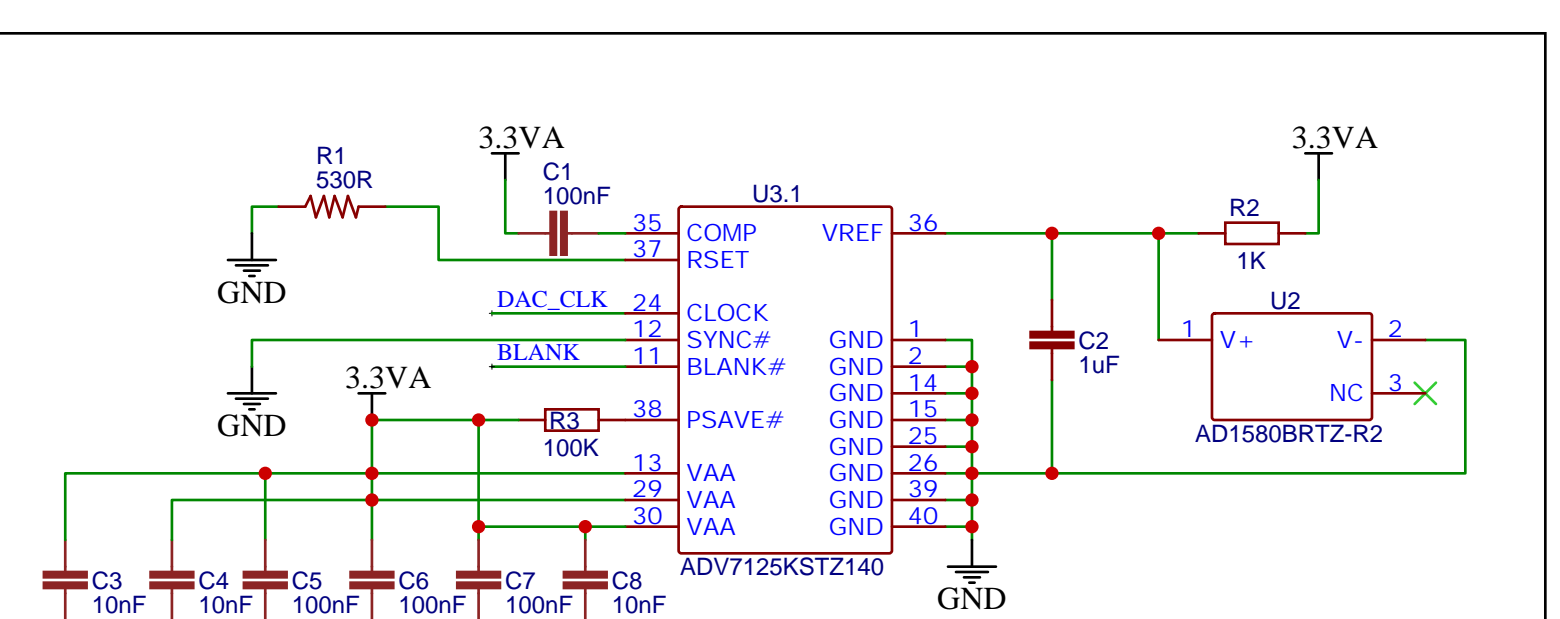 3.3VA
3.3VA
R1
530R
C1
100nF
U3.1
R2
1K
35
COMP
VREF
36
37
RSET
GND
DAC_CLK
24
CLOCK
U2
12
SYNC#
GND
1
C2
1uF
1
V+
V-
2
BLANK
11
BLANK#
GND
2
3.3VA
GND
14
NC
3
GND
R3
100K
38
PSAVE#
GND
15
AD1580BRTZ-R2
GND
25
13
VAA
GND
26
29
VAA
GND
39
30
VAA
GND
40
ADV7125KSTZ140
GND
C3
10nF
C4
10nF
C5
100nF
C6
100nF
C7
100nF
C8
10nF